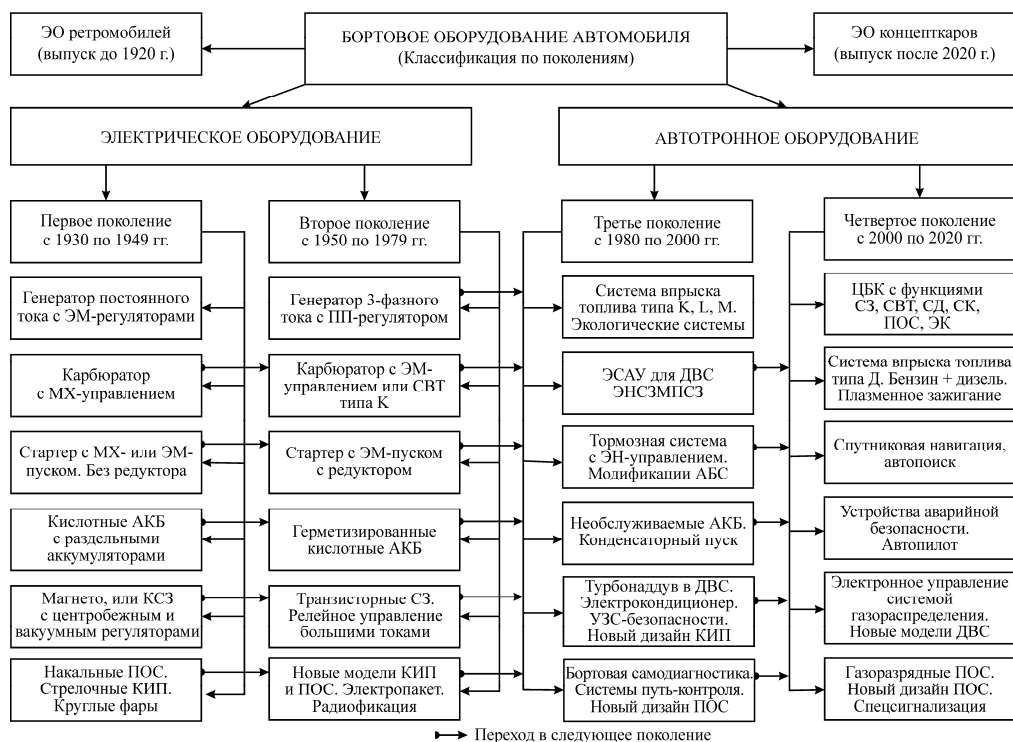 ЭО ретромобилей
(выпуск до 1920 г.)
БОРТОВОЕ ОБОРУДОВАНИЕ АВТОМОБИЛЯ
(Классификация по поколениям)
ЭО концепткаров
(выпуск после 2020 г.)
ЭЛЕКТРИЧЕСКОЕ ОБОРУДОВАНИЕ
АВТОТРОННОЕ ОБОРУДОВАНИЕ
Первое поколение
с 1930 по 1949 гг.
Второе поколение
с 1950 по 1979 гг.
Третье поколение
с 1980 по 2000 гг.
Четвертое поколение
с 2000 по 2020 гг.
Генератор постоянного
тока с ЭМ-регуляторами
Генератор 3-фазного
тока с ПП-регулятором
Система впрыска
топлива типа K, L, M.
Экологические системы
ЦБК с функциями
СЗ, СВТ, СД, СК,
ПОС, ЭК
Карбюратор
с МХ-управлением
Карбюратор с ЭМ-
управлением или СВТ
типа K
ЭСАУ для ДВС
ЭНСЗМПСЗ
Система впрыска топлива
типа Д. Бензин + дизель.
Плазменное зажигание
Стартер с МХ- или ЭМ-
пуском. Без редуктора
Стартер с ЭМ-пуском
с редуктором
Тормозная система
с ЭН-управлением.
Модификации АБС
Спутниковая навигация,
автопоиск
Кислотные АКБ
с раздельными
аккумуляторами
Герметизированные
кислотные АКБ
Необслуживаемые АКБ.
Конденсаторный пуск
Устройства аварийной
безопасности.
Автопилот
Магнето, или КСЗ
с центробежным и
вакуумным регуляторами
Транзисторные СЗ.
Релейное управление
большими токами
Турбонаддув в ДВС.
Электрокондиционер.
УЗС-безопасности.
Новый дизайн КИП
Электронное управление
системой
газораспределения.
Новые модели ДВС
Накальные ПОС.
Стрелочные КИП.
Круглые фары
Новые модели КИП
и ПОС. Электропакет.
Радиофикация
Бортовая самодиагностика.
Системы путь-контроля.
Новый дизайн ПОС
Газоразрядные ПОС.
Новый дизайн ПОС.
Спецсигнализация
Переход в следующее поколение